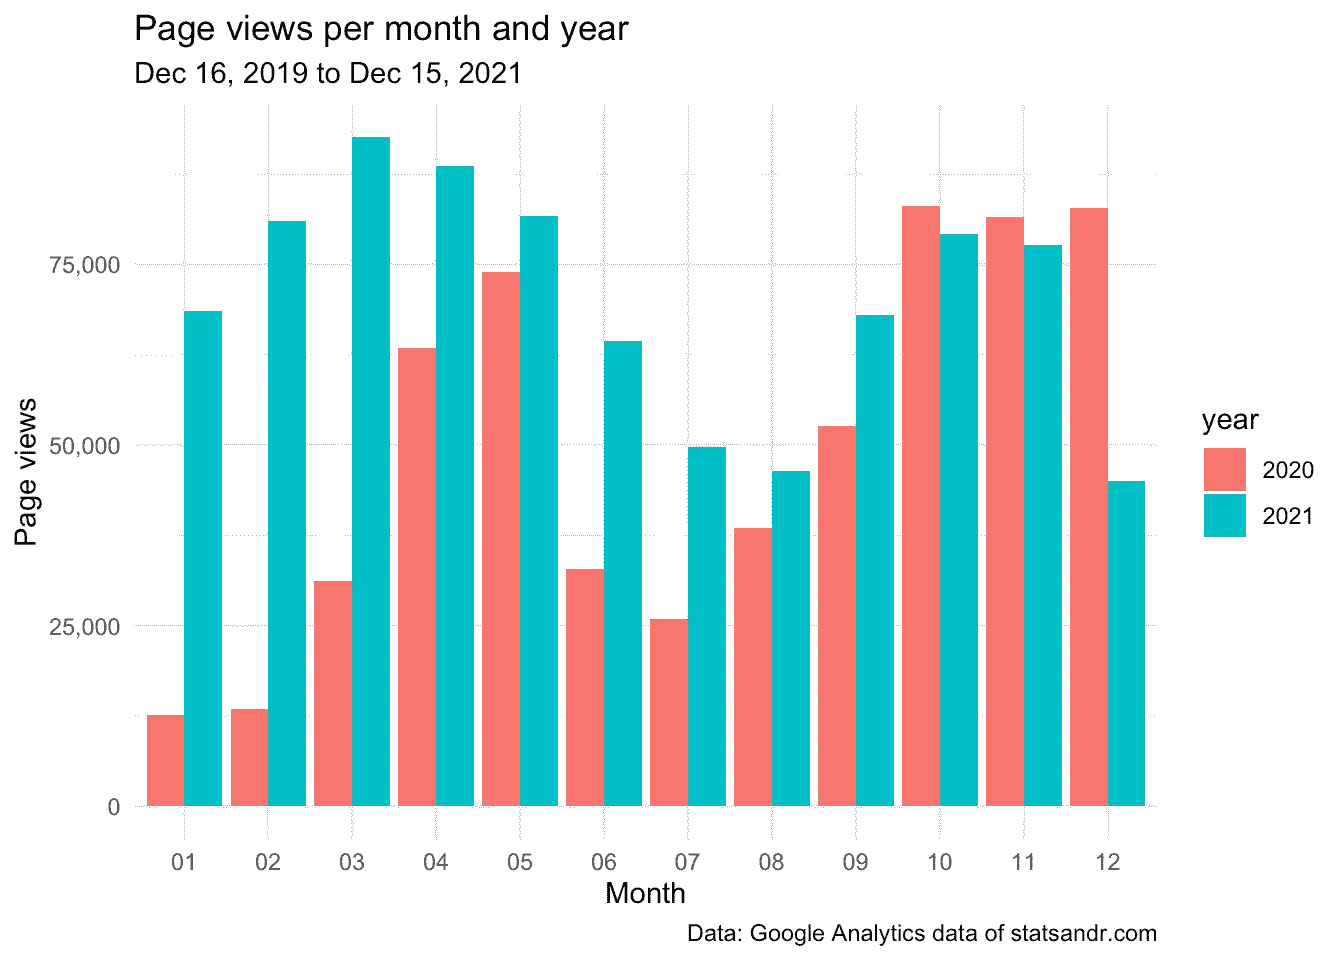 Page views per month and year
Dec 16, 2019 to Dec 15, 2021
75,000
50,000
25,000
0
Page views
01 02 03 04 05 06 07 08 09 10 11 12
Month
year
2020
2021
Data: Google Analytics data of statsandr.com